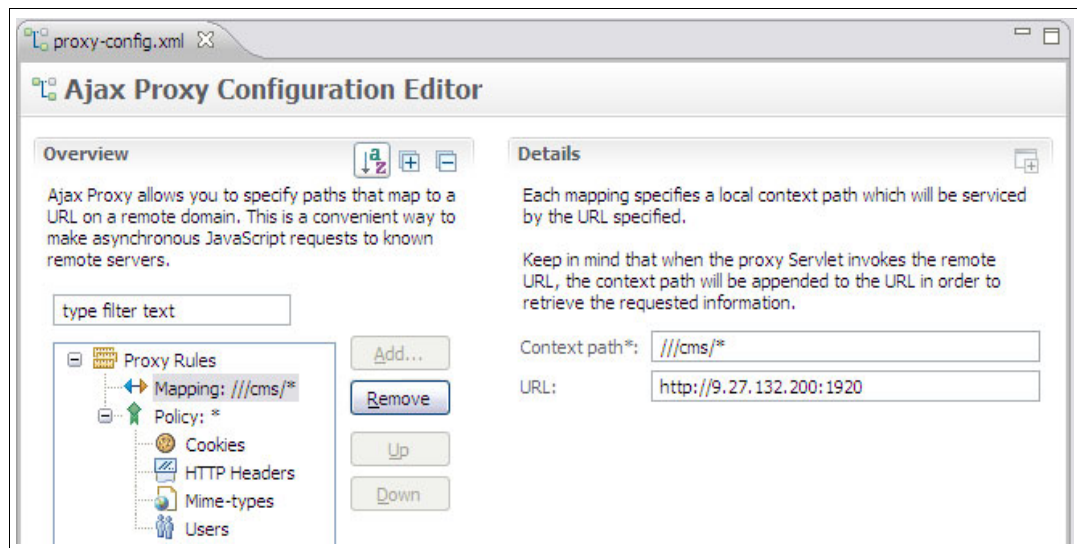 proxy-config.xml
Ajax Proxy Configuration Editor
Overview
Ajax Proxy allows you to specify paths that map to a
URL on a remote domain. This is a convenient way to
make asynchronous JavaScript requests to known
remote servers.
type filter text
Proxy Rules
Mapping: ///cms/*
Policy: *
Cookies
HTTP Headers
Mime-types
Users
Add...
Remove
Up
Down
Details
Each mapping specifies a local context path which will be serviced
by the URL specified.
Keep in mind that when the proxy Servlet invokes the remote
URL, the context path will be appended to the URL in order to
retrieve the requested information.
Context path*: ///cms/*
URL: http://9.27.132.200:1920